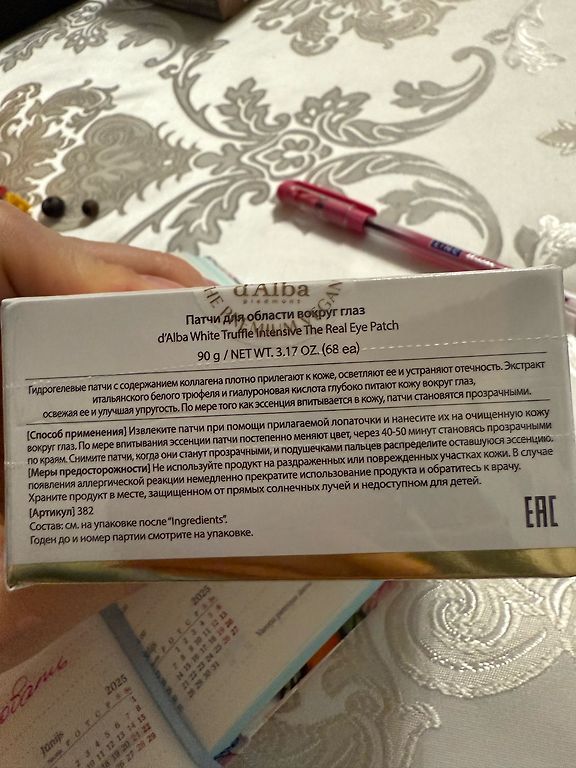 d'Alba
piedmont
THE PREMIUM VEGAN
Патчи для области вокруг глаз
d'Alba White Truffle Intensive The Real Eye Patch
90 g / NET WT. 3.17 OZ. (68 ea)
Гидрогелевые патчи с содержанием коллагена плотно прилегают к коже, осветляют ее и устраняют отечность. Экстракт
итальянского белого трюфеля и гиалуроновая кислота глубоко питают кожу вокруг глаз,
освежая ее и улучшая упругость. По мере того как эссенция впитывается в кожу, патчи становятся прозрачными.
[Способ применения] Извлеките патчи при помощи прилагаемой лопаточки и нанесите их на очищенную кожу
вокруг глаз. По мере впитывания эссенции патчи постепенно меняют цвет, через 40-50 минут становясь прозрачными
по краям. Снимите патчи, когда они станут прозрачными, и подушечками пальцев распределите оставшуюся эссенцию.
[Меры предосторожности] Не используйте продукт на раздраженных или поврежденных участках кожи. В случае
появления аллергической реакции немедленно прекратите использование продукта и обратитесь к врачу.
Храните продукт в месте, защищенном от прямых солнечных лучей и недоступном для детей.
[Артикул] 382
Состав: см. на упаковке после "Ingredients".
Годен до и номер партии смотрите на упаковке.
EAC
2025
2025
Jūnijs
P O T C P S Sv